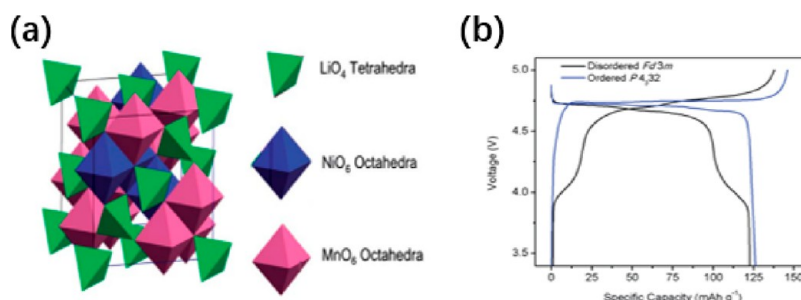 (a)
LiO₄ Tetrahedra
NiO₆ Octahedra
MnO₆ Octahedra
(b)
Disordered Fd3̄m
Ordered P4₃32
Voltage (V)
5.0
4.5
4.0
3.5
0 25 50 75 100 125 150
Specific Capacity (mAh g⁻¹)